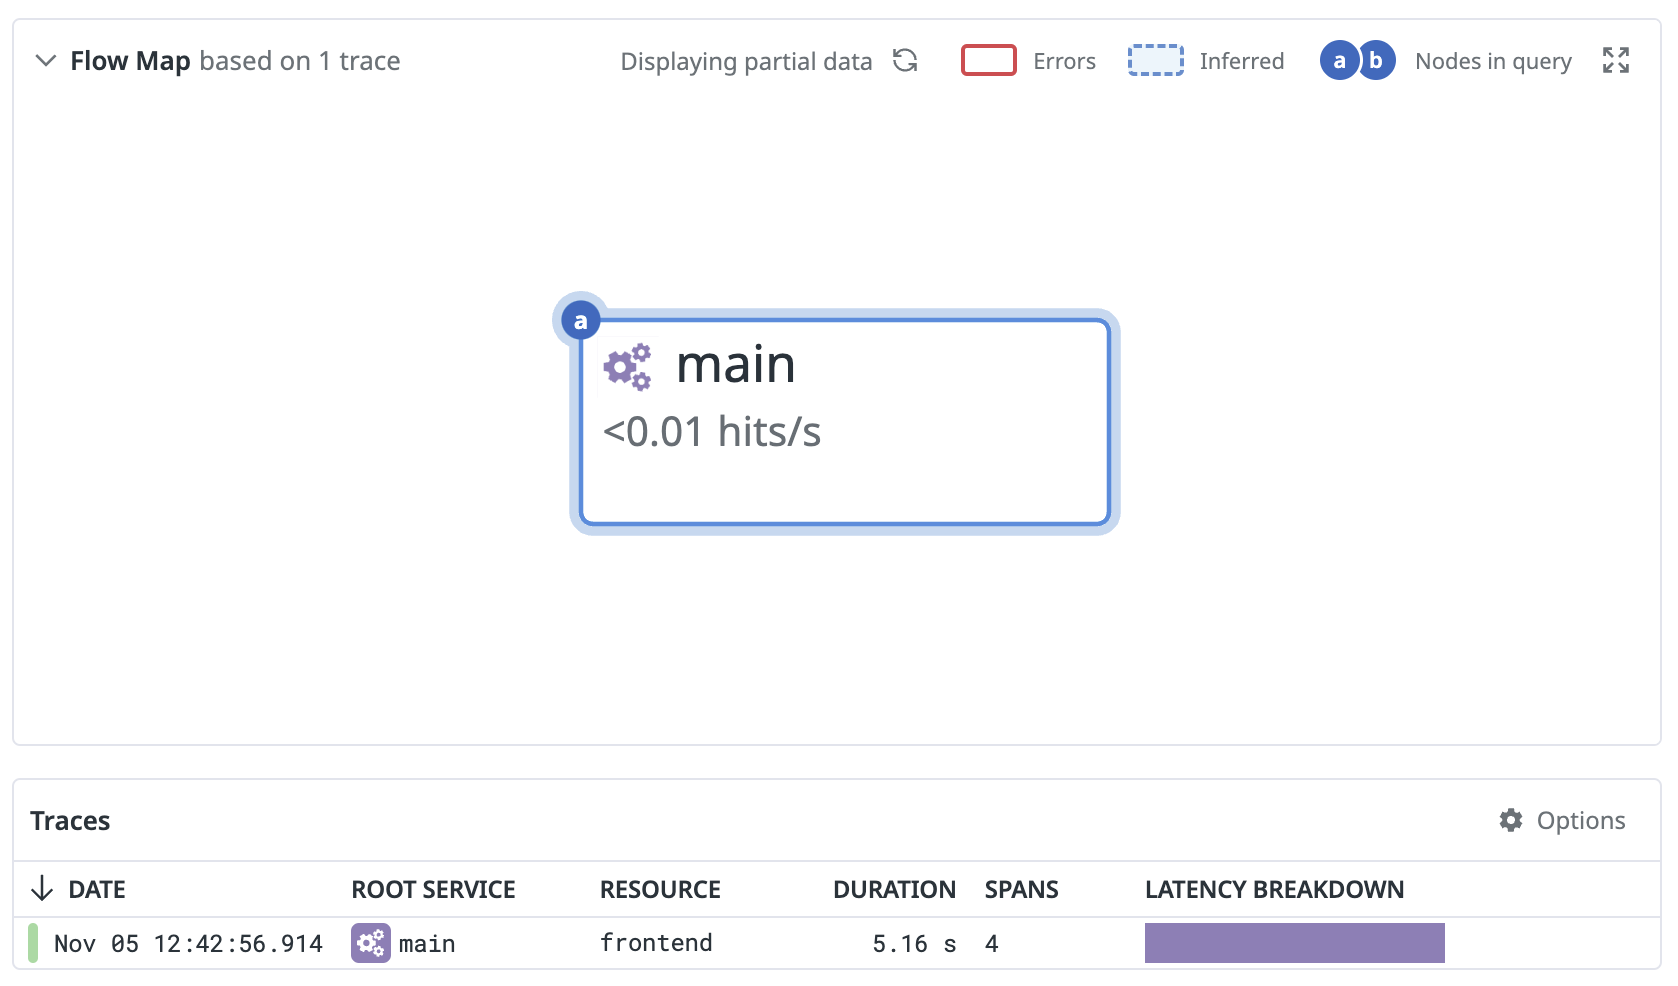 Flow Map based on 1 trace Displaying partial data Errors Inferred a b Nodes in query
a
main
<0.01 hits/s
Traces Options
DATE ROOT SERVICE RESOURCE DURATION SPANS LATENCY BREAKDOWN
Nov 05 12:42:56.914 main frontend 5.16 s 4